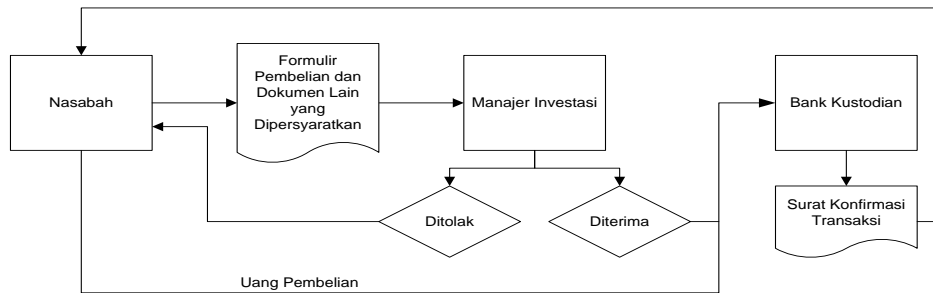 Nasabah
Formulir
Pembelian dan
Dokumen Lain
yang
Dipersyaratkan
Manajer Investasi
Bank Kustodian
Ditolak
Diterima
Surat Konfirmasi
Transaksi
Uang Pembelian